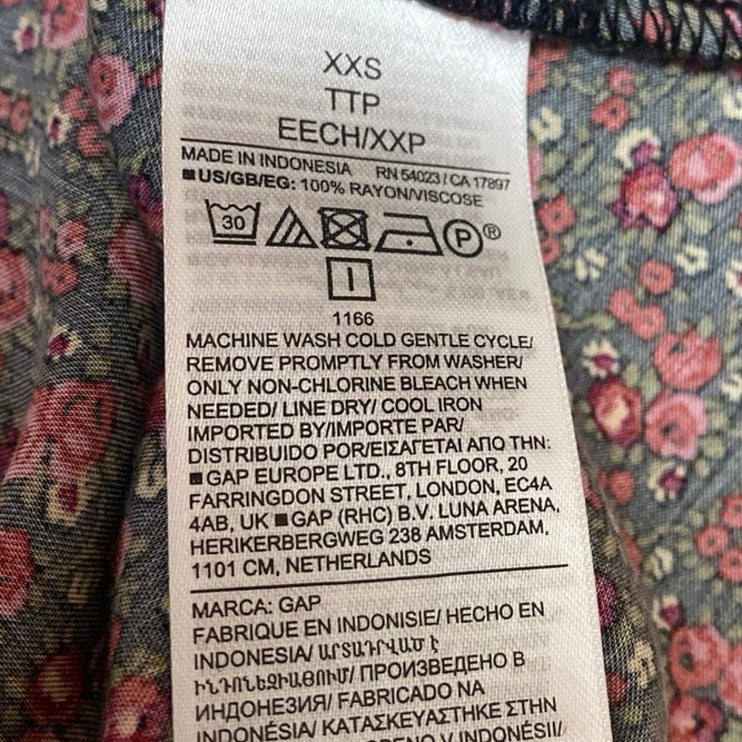 XXS
TTP
EECH/XXP
MADE IN INDONESIA RN 54023 / CA 17897
■US/GB/EG: 100% RAYON/VISCOSE
30 P ®
1166
MACHINE WASH COLD GENTLE CYCLE/
REMOVE PROMPTLY FROM WASHER/
ONLY NON-CHLORINE BLEACH WHEN
NEEDED/ LINE DRY/ COOL IRON
IMPORTED BY/IMPORTE PAR/
DISTRIBUIDO POR/ΕΙΣΑΓΕΤΑΙ ΑΠΟ ΤΗΝ:
■GAP EUROPE LTD., 8TH FLOOR, 20
FARRINGDON STREET, LONDON, EC4A
4AB, UK ■GAP (RHC) B.V. LUNA ARENA,
HERIKERBERGWEG 238 AMSTERDAM,
1101 CM, NETHERLANDS
MARCA: GAP
FABRIQUE EN INDONISIE/ HECHO EN
INDONESIA/ ԱՐՏԱԴՐՎԱԾ Է
ԻՆԴՈՆԵԶԻԱՅՈՒՄ/ ПРОИЗВЕДЕНО В
ИНДОНЕЗИЯ/ FABRICADO NA
INDONÉSIA/ ΚΑΤΑΣΚΕΥΑΣΤΗΚΕ ΣΤΗΝ
V INDONÉSII/